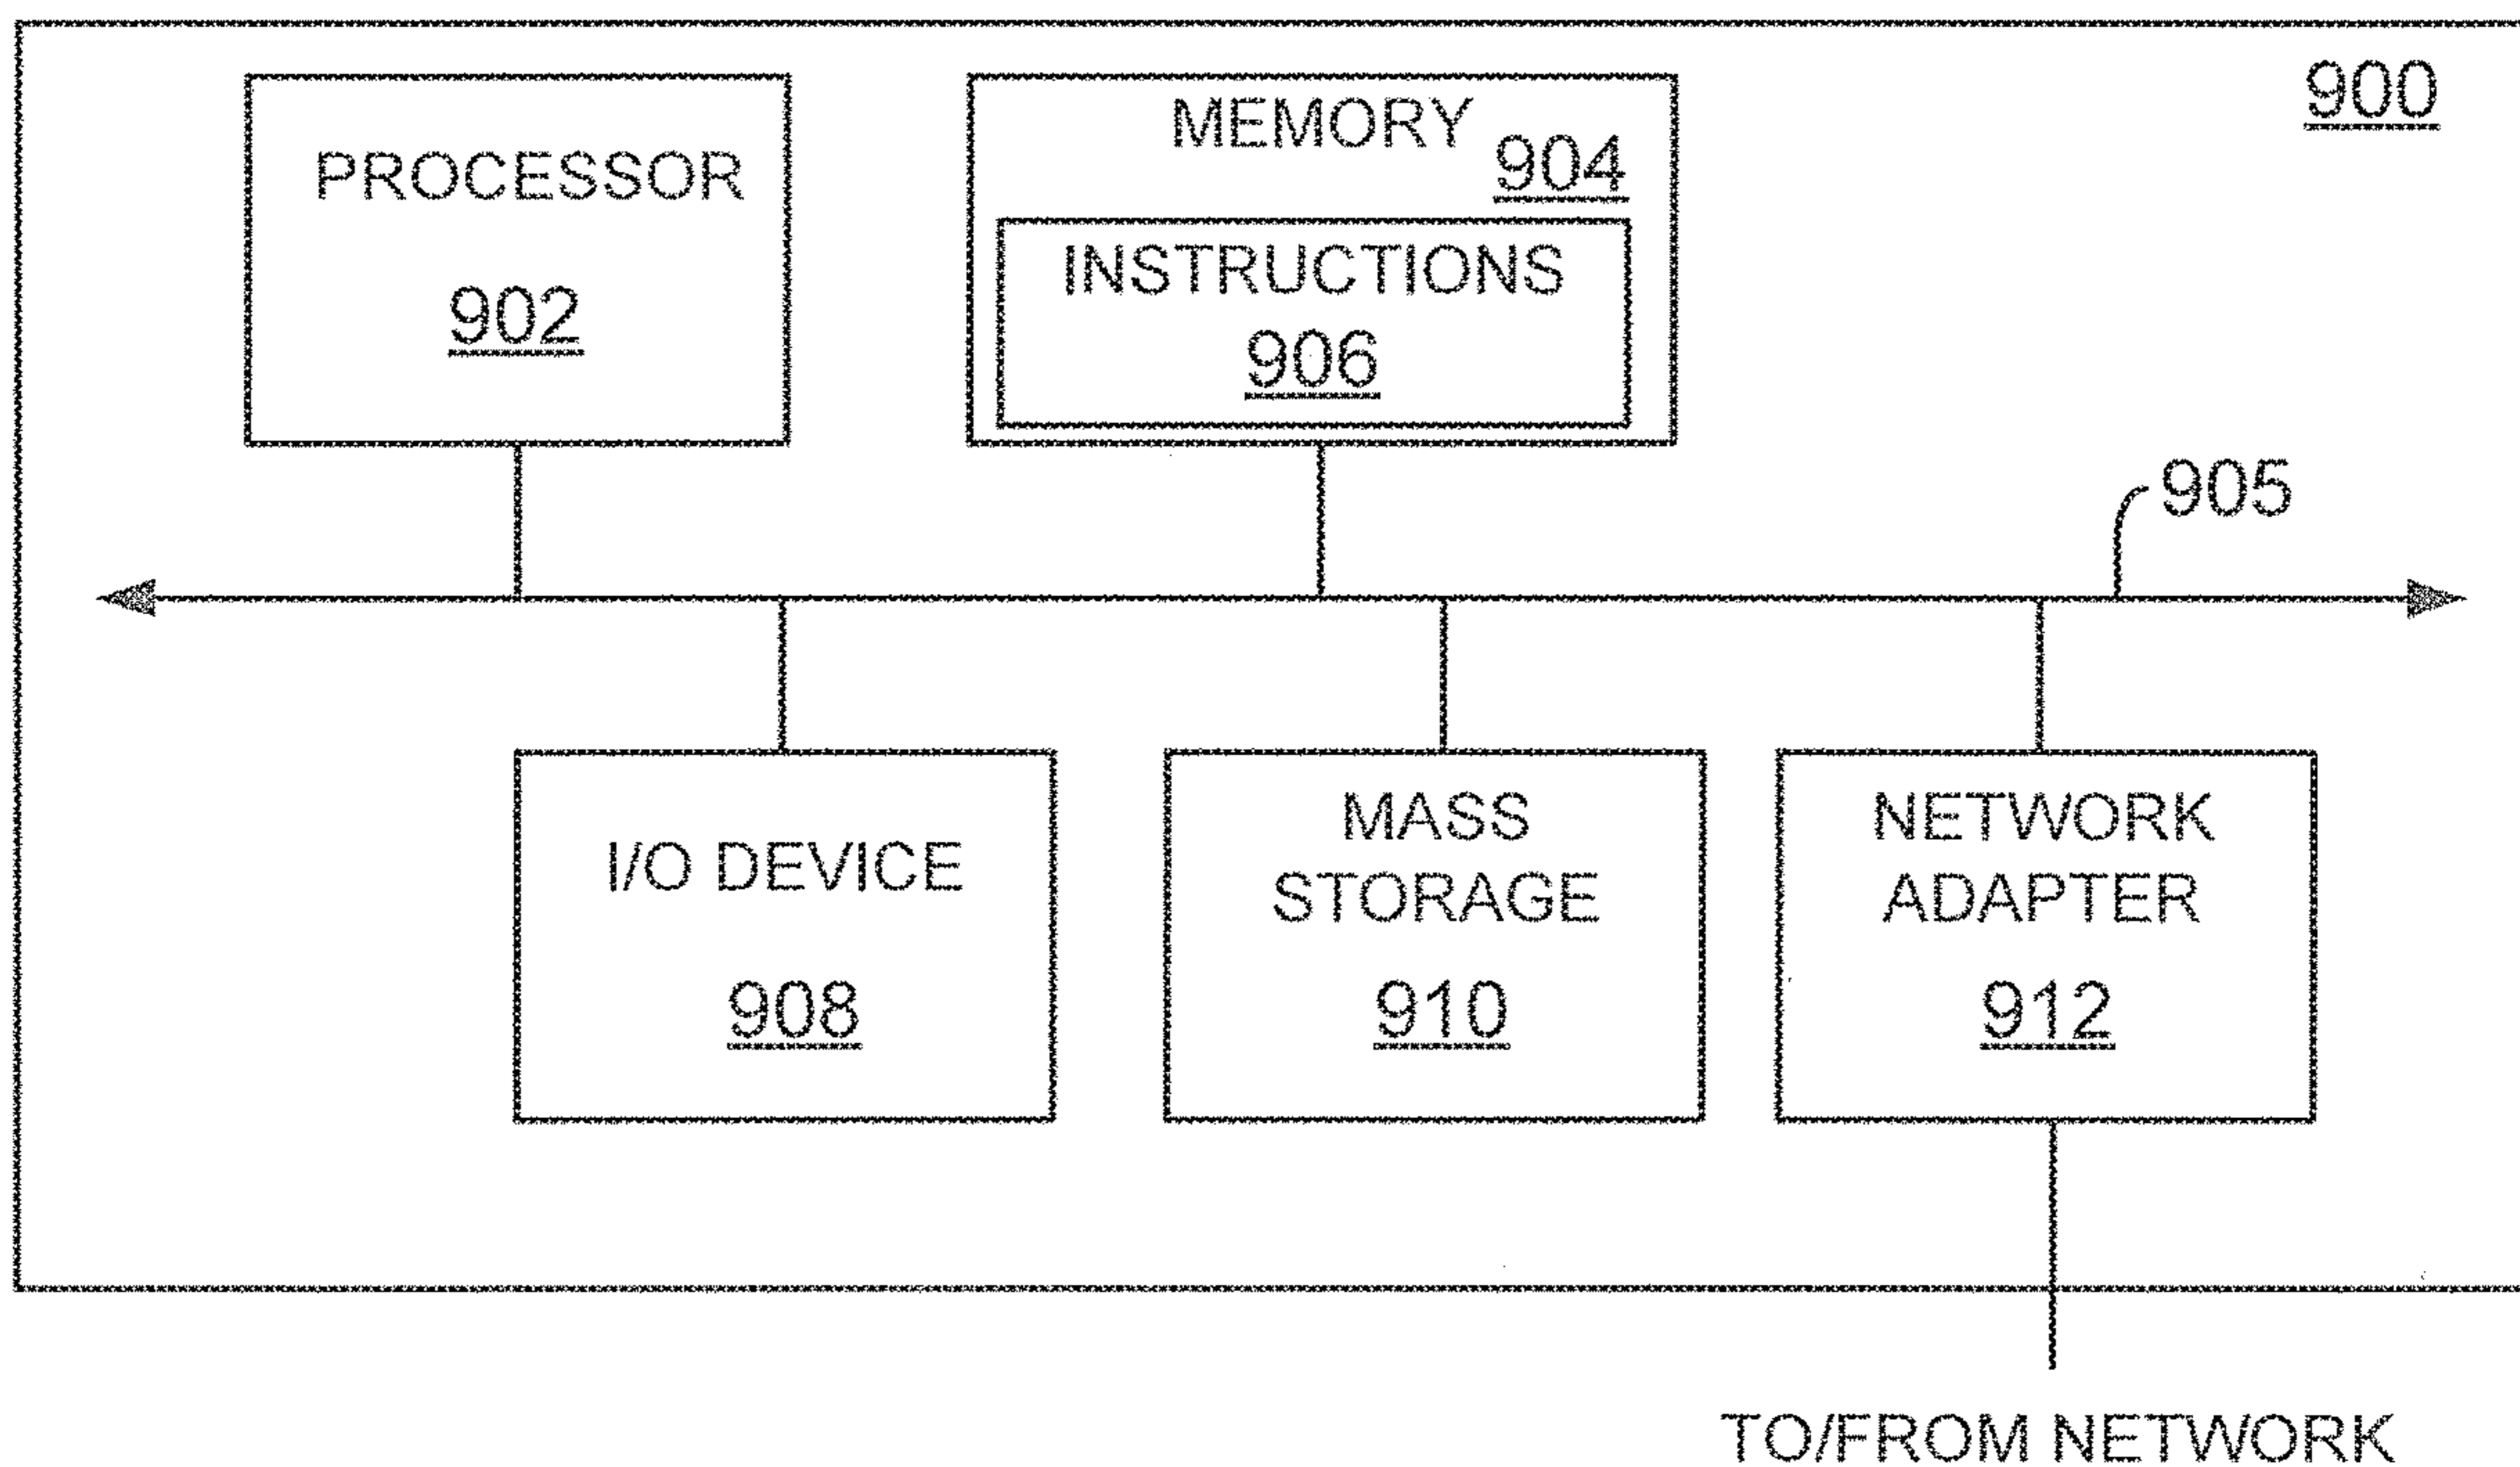 900
PROCESSOR
902
MEMORY
904
INSTRUCTIONS
906
905
I/O DEVICE
908
MASS
STORAGE
910
NETWORK
ADAPTER
912
TO/FROM NETWORK